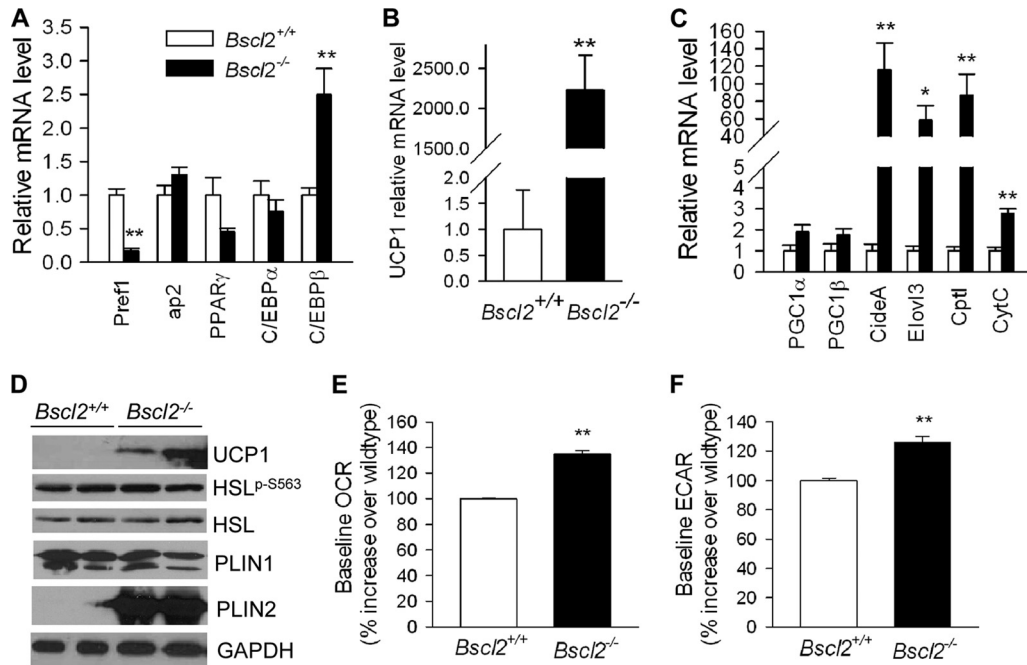 A
Relative mRNA level
3.5
3.0
2.5
2.0
1.5
1.0
0.5
0.0
Bscl2+/+
Bscl2-/-
**
**
Pref1
ap2
PPARγ
C/EBPα
C/EBPβ
B
UCP1 relative mRNA level
2500.0
2000.0
1500.0
2.0
1.5
1.0
0.5
0.0
**
Bscl2+/+ Bscl2-/-
C
Relative mRNA level
160
140
120
100
80
60
40
6
5
4
3
2
1
0
**
*
**
**
PGC1α
PGC1β
CideA
Elovl3
CptI
CytC
D
Bscl2+/+ Bscl2-/-
UCP1
HSLp-S563
HSL
PLIN1
PLIN2
GAPDH
E
Baseline OCR
(% increase over wildtype)
160
140
120
100
80
60
40
20
0
**
Bscl2+/+ Bscl2-/-
F
Baseline ECAR
(% increase over wildtype)
140
120
100
80
60
40
20
0
**
Bscl2+/+ Bscl2-/-